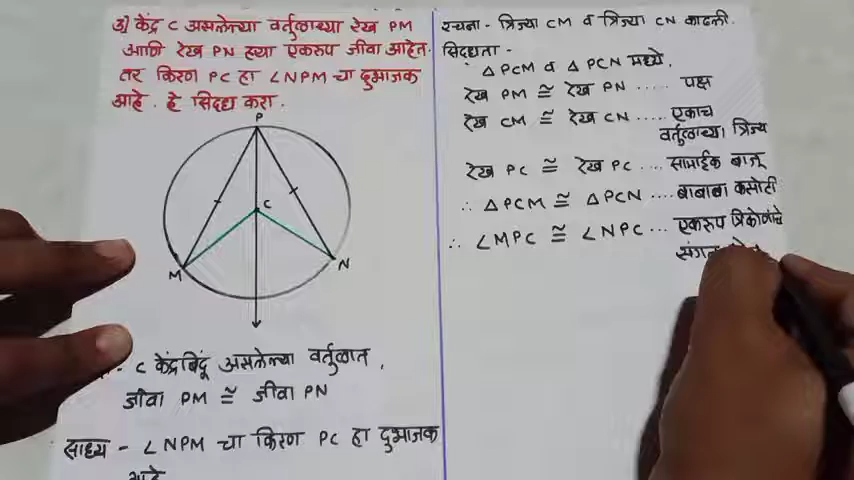 3) केंद्र C असलेल्या वर्तुळाच्या रेख PM
आणि रेख PN ह्या एकरुप जीवा आहेत.
तर किरण PC हा ∠NPM चा दुभाजक
आहे. हे सिद्ध करा.
P
C
M
N
- C केंद्रबिंदू असलेल्या वर्तुळात,
जीवा PM ≅ जीवा PN
साध्य - ∠NPM चा किरण PC हा दुभाजक
आहे
रचना - त्रिज्या CM व त्रिज्या CN काढली.
सिद्धता -
△PCM व △PCN मध्ये,
रेख PM ≅ रेख PN ..... पक्ष
रेख CM ≅ रेख CN ..... एकाच
वर्तुळाच्या त्रिज्य
रेख PC ≅ रेख PC .... सामाईक बाजू
∴ △PCM ≅ △PCN .... बाबाबा कसोटी
∴ ∠MPC ≅ ∠NPC ... एकरुप त्रिकोणांचे
संगत